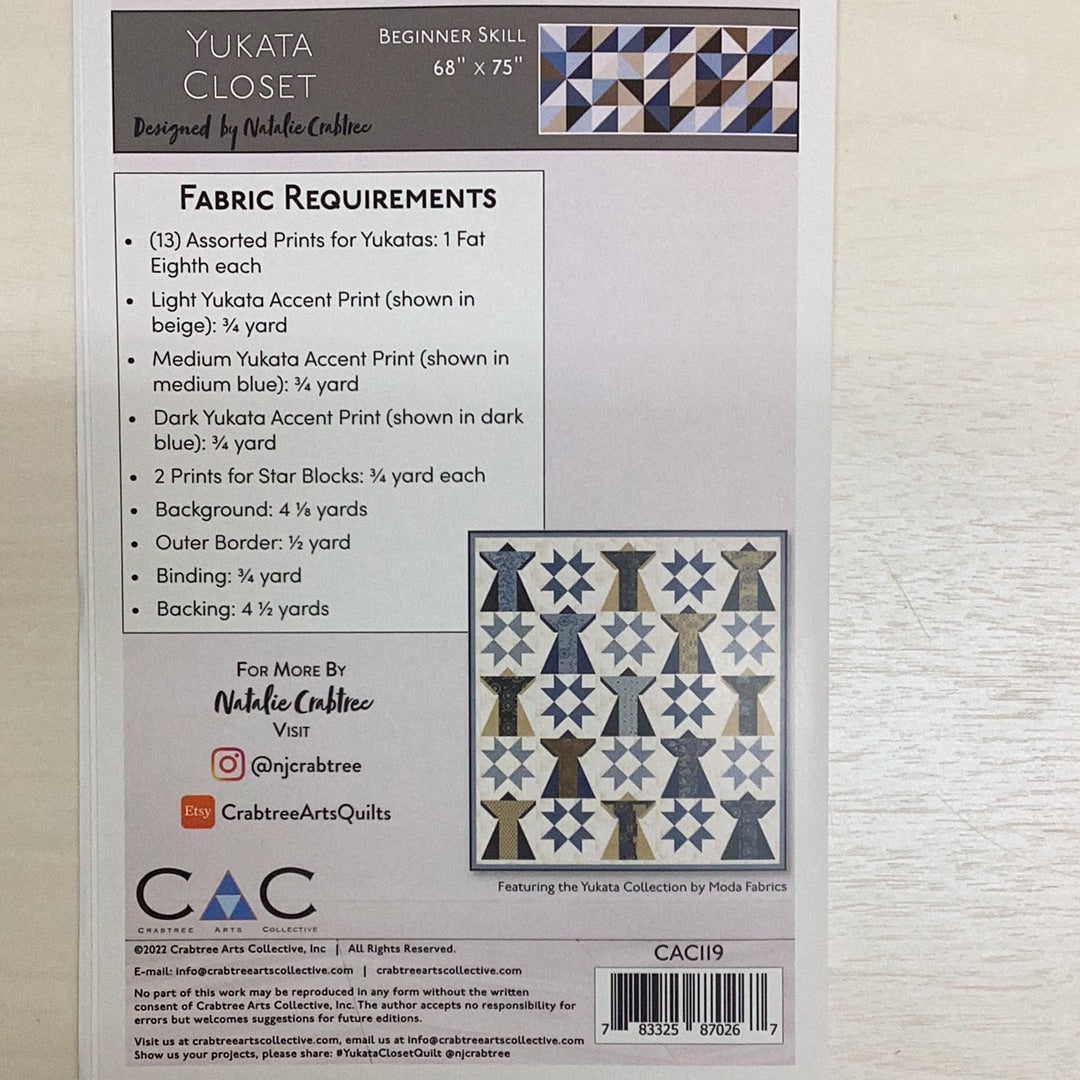 YUKATA
CLOSET
Designed by Natalie Crabtree
BEGINNER SKILL
68" X 75"
FABRIC REQUIREMENTS
• (13) Assorted Prints for Yukatas: 1 Fat
Eighth each
• Light Yukata Accent Print (shown in
beige): ¾ yard
• Medium Yukata Accent Print (shown in
medium blue): ¾ yard
• Dark Yukata Accent Print (shown in dark
blue): ¾ yard
• 2 Prints for Star Blocks: ¾ yard each
• Background: 4 ⅛ yards
• Outer Border: ½ yard
• Binding: ¾ yard
• Backing: 4 ½ yards
FOR MORE BY
Natalie Crabtree
VISIT
@njcrabtree
Etsy CrabtreeArtsQuilts
Featuring the Yukata Collection by Moda Fabrics
CAC
CRABTREE ARTS COLLECTIVE
©2022 Crabtree Arts Collective, Inc | All Rights Reserved.
E-mail: info@crabtreeartscollective.com | crabtreeartscollective.com
No part of this work may be reproduced in any form without the written
consent of Crabtree Arts Collective, Inc. The author accepts no responsibility for
errors but welcomes suggestions for future editions.
Visit us at crabtreeartscollective.com, email us at info@crabtreeartscollective.com
Show us your projects, please share: #YukataClosetQuilt @njcrabtree
CAC119
7 83325 87026 7